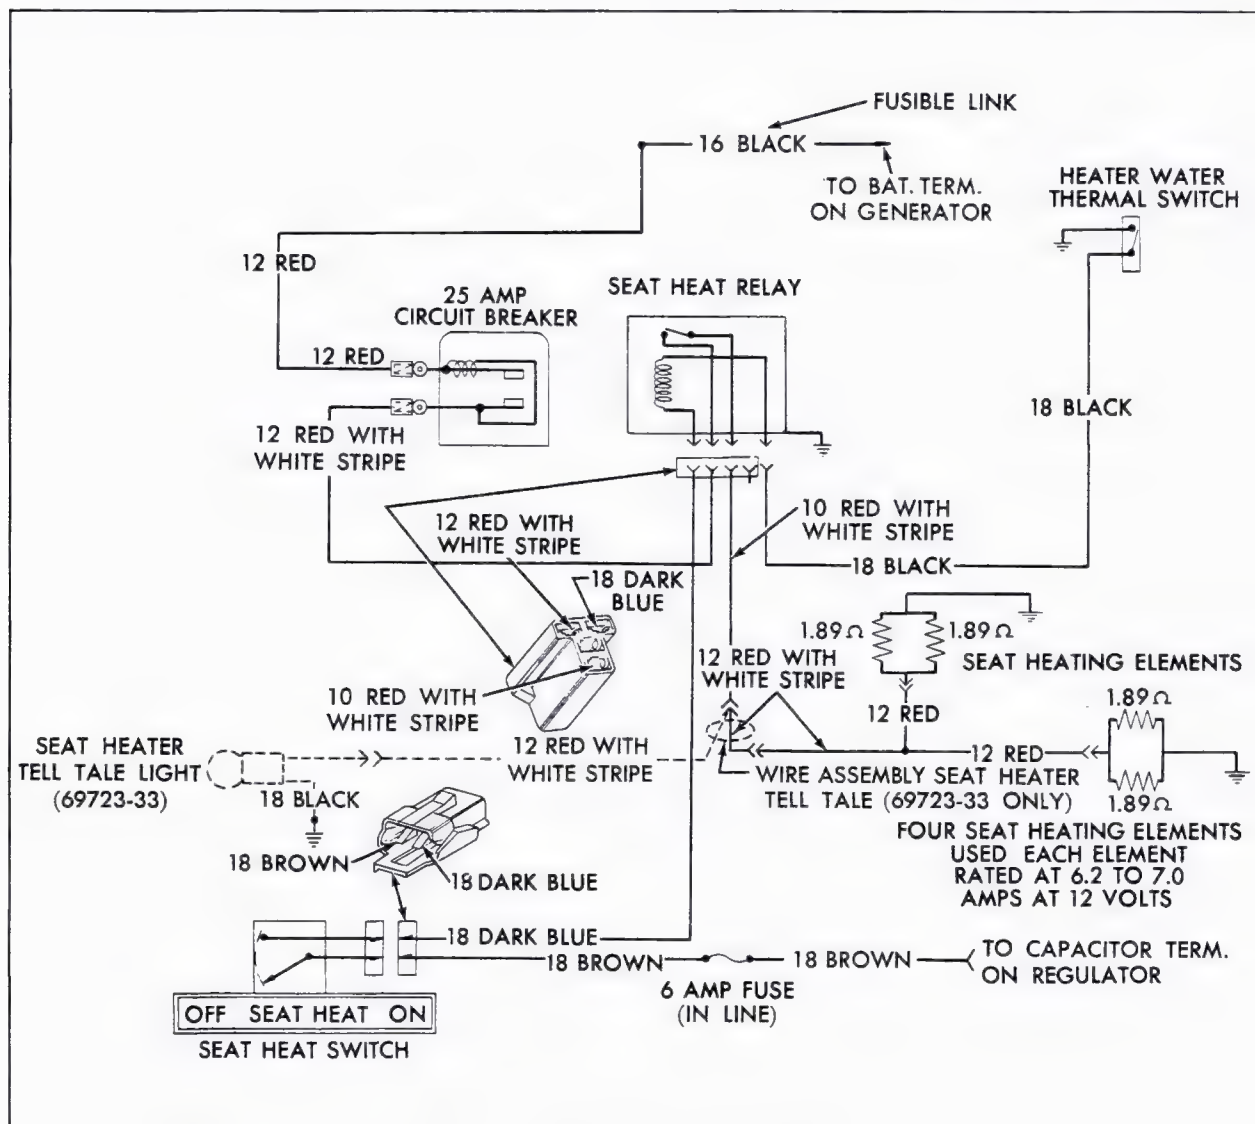 FUSIBLE LINK
16 BLACK
TO BAT. TERM.
ON GENERATOR
HEATER WATER
THERMAL SWITCH
12 RED
25 AMP
CIRCUIT BREAKER
SEAT HEAT RELAY
12 RED
18 BLACK
12 RED WITH
WHITE STRIPE
12 RED WITH
WHITE STRIPE
10 RED WITH
WHITE STRIPE
18 BLACK
18 DARK
BLUE
1.89Ω
1.89Ω
SEAT HEATING ELEMENTS
12 RED WITH
WHITE STRIPE
10 RED WITH
WHITE STRIPE
12 RED
1.89Ω
SEAT HEATER
TELL TALE LIGHT
(69723-33)
12 RED WITH
WHITE STRIPE
12 RED
18 BLACK
WIRE ASSEMBLY SEAT HEATER
TELL TALE (69723-33 ONLY)
1.89Ω
FOUR SEAT HEATING ELEMENTS
USED EACH ELEMENT
RATED AT 6.2 TO 7.0
AMPS AT 12 VOLTS
18 BROWN
18 DARK BLUE
18 DARK BLUE
18 BROWN
18 BROWN
TO CAPACITOR TERM.
ON REGULATOR
6 AMP FUSE
(IN LINE)
OFF SEAT HEAT ON
SEAT HEAT SWITCH